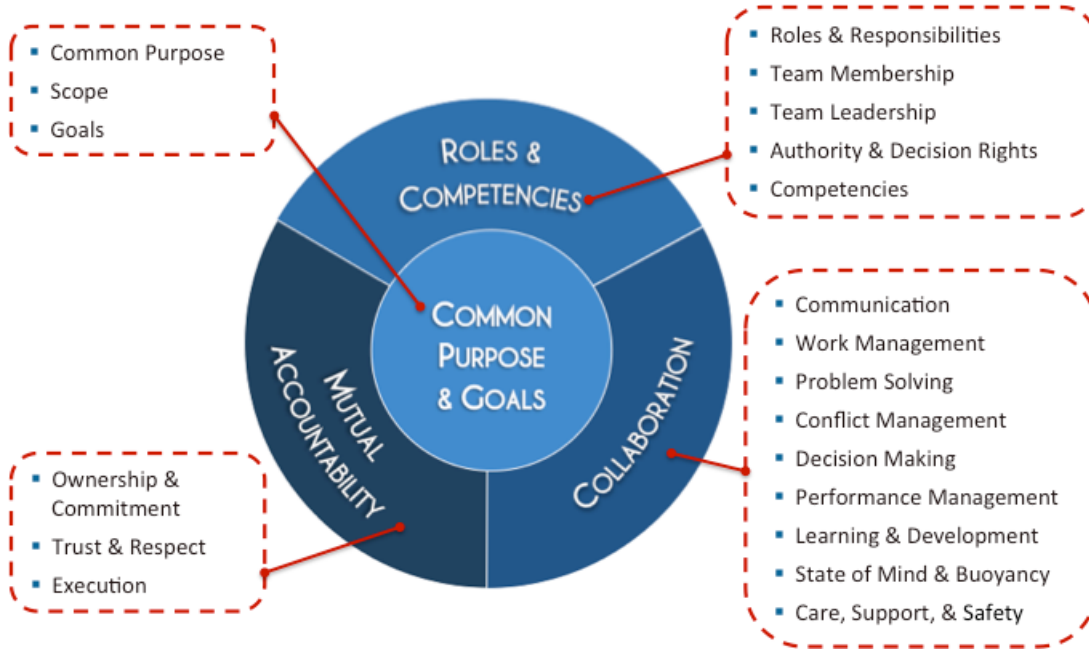 Common Purpose
Scope
Goals
Roles & Responsibilities
Team Membership
Team Leadership
Authority & Decision Rights
Competencies
ROLES &
COMPETENCIES
COMMON
PURPOSE
& GOALS
MUTUAL
ACCOUNTABILITY
COLLABORATION
Communication
Work Management
Problem Solving
Conflict Management
Decision Making
Performance Management
Learning & Development
State of Mind & Buoyancy
Care, Support, & Safety
Ownership &
Commitment
Trust & Respect
Execution